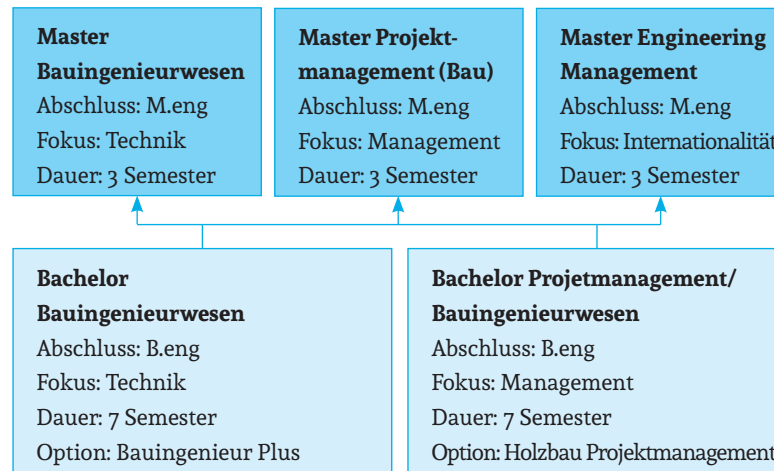 Master
Bauingenieurwesen
Abschluss: M.eng
Fokus: Technik
Dauer: 3 Semester
Master Projekt-
management (Bau)
Abschluss: M.eng
Fokus: Management
Dauer: 3 Semester
Master Engineering
Management
Abschluss: M.eng
Fokus: Internationalität
Dauer: 3 Semester
Bachelor
Bauingenieurwesen
Abschluss: B.eng
Fokus: Technik
Dauer: 7 Semester
Option: Bauingenieur Plus
Bachelor Projetmanagement/
Bauingenieurwesen
Abschluss: B.eng
Fokus: Management
Dauer: 7 Semester
Option: Holzbau Projektmanagement